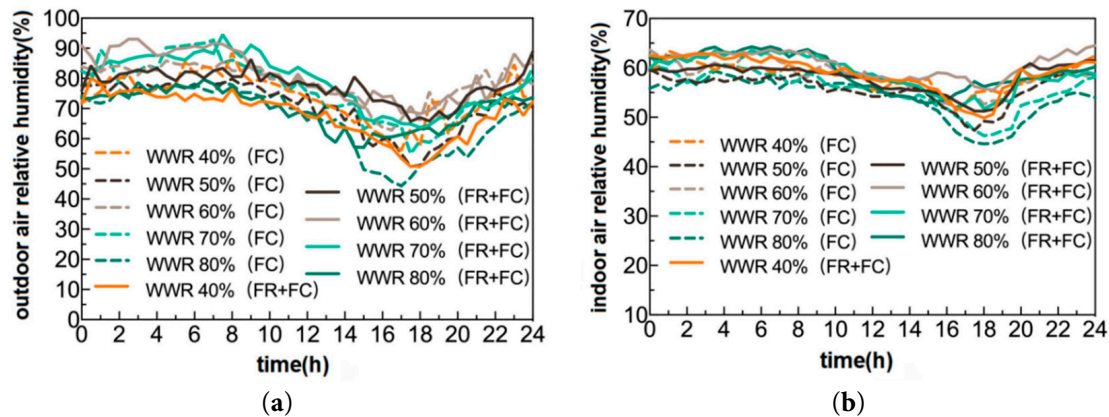 outdoor air relative humidity(%)
100
90
80
70
60
50
40
30
20
10
0
WWR 40% (FC)
WWR 50% (FC)
WWR 60% (FC)
WWR 70% (FC)
WWR 80% (FC)
WWR 40% (FR+FC)
WWR 50% (FR+FC)
WWR 60% (FR+FC)
WWR 70% (FR+FC)
WWR 80% (FR+FC)
0 2 4 6 8 10 12 14 16 18 20 22 24
time(h)
(a)
indoor air relative humidity(%)
70
60
50
40
30
20
10
WWR 40% (FC)
WWR 50% (FC)
WWR 60% (FC)
WWR 70% (FC)
WWR 80% (FC)
WWR 40% (FR+FC)
WWR 50% (FR+FC)
WWR 60% (FR+FC)
WWR 70% (FR+FC)
WWR 80% (FR+FC)
0 2 4 6 8 10 12 14 16 18 20 22 24
time(h)
(b)